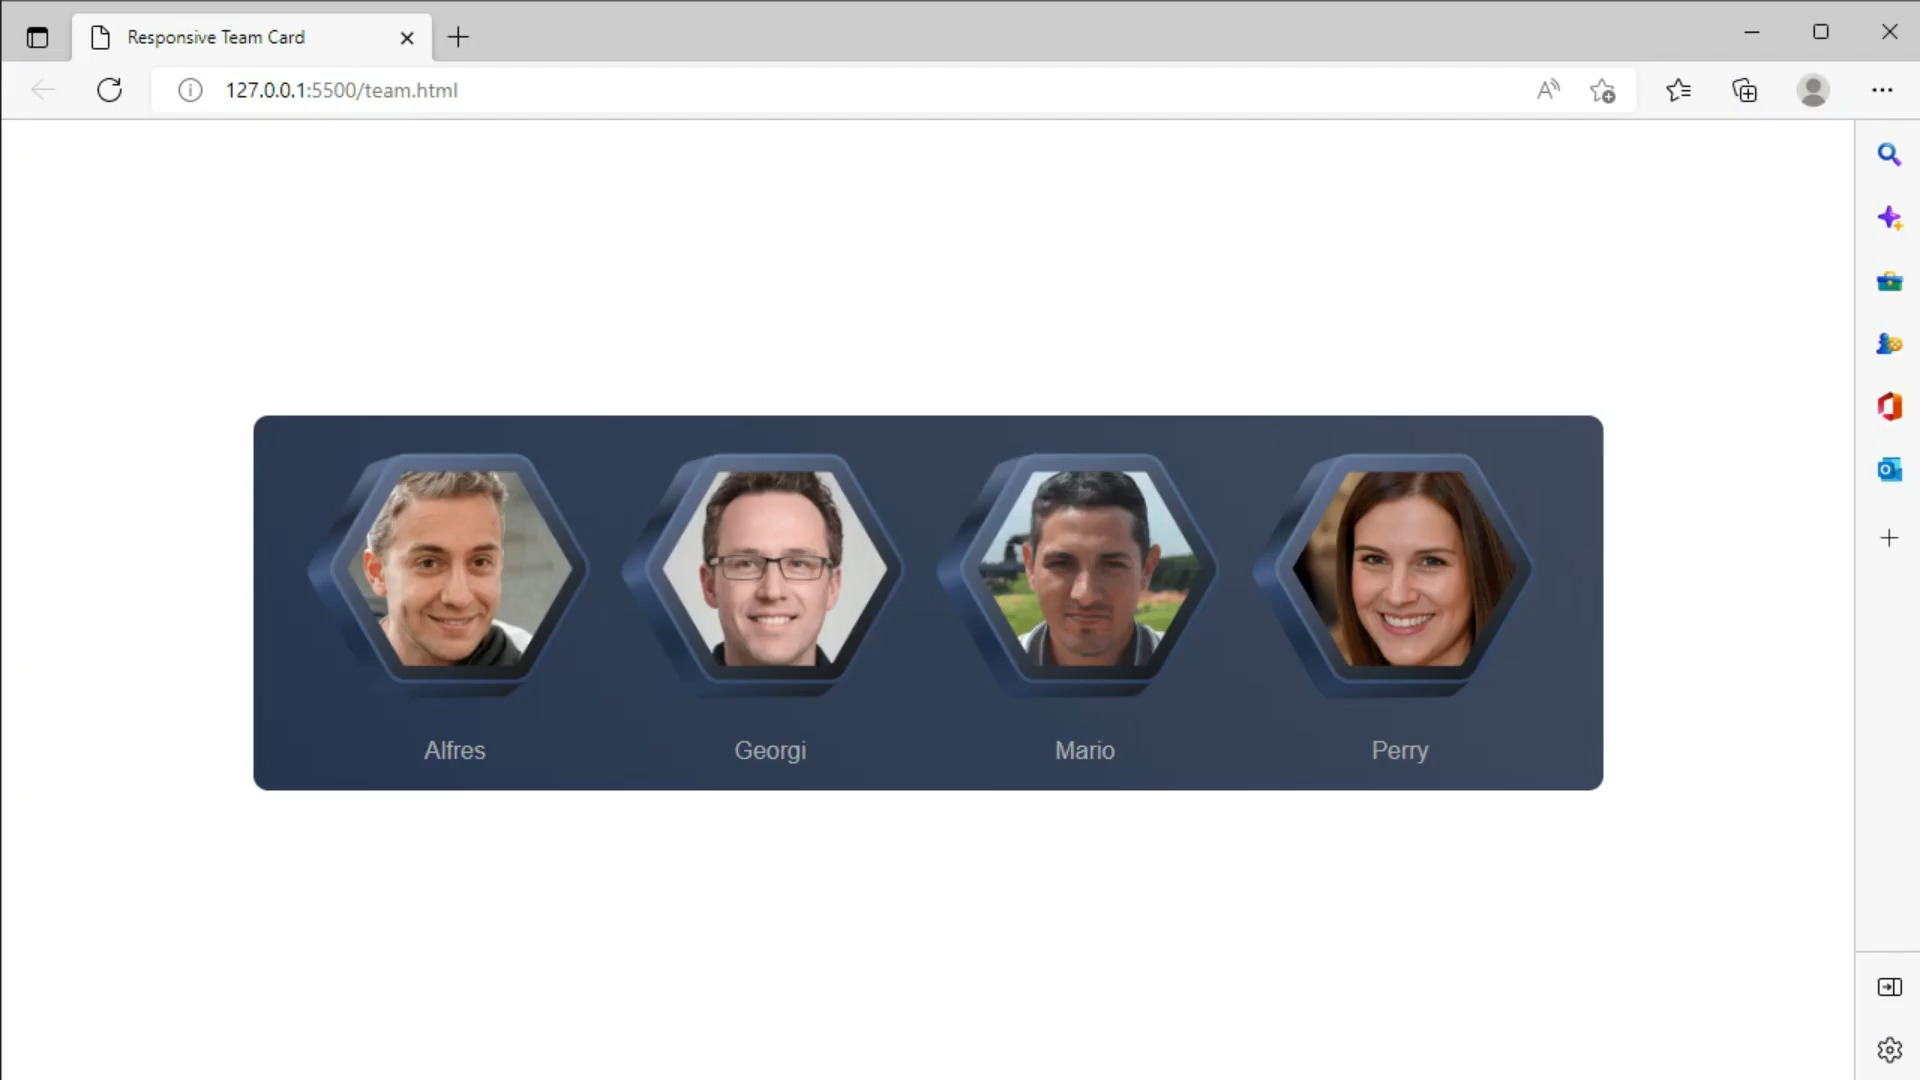 Responsive Team Card
127.0.0.1:5500/team.html
Alfres
Georgi
Mario
Perry